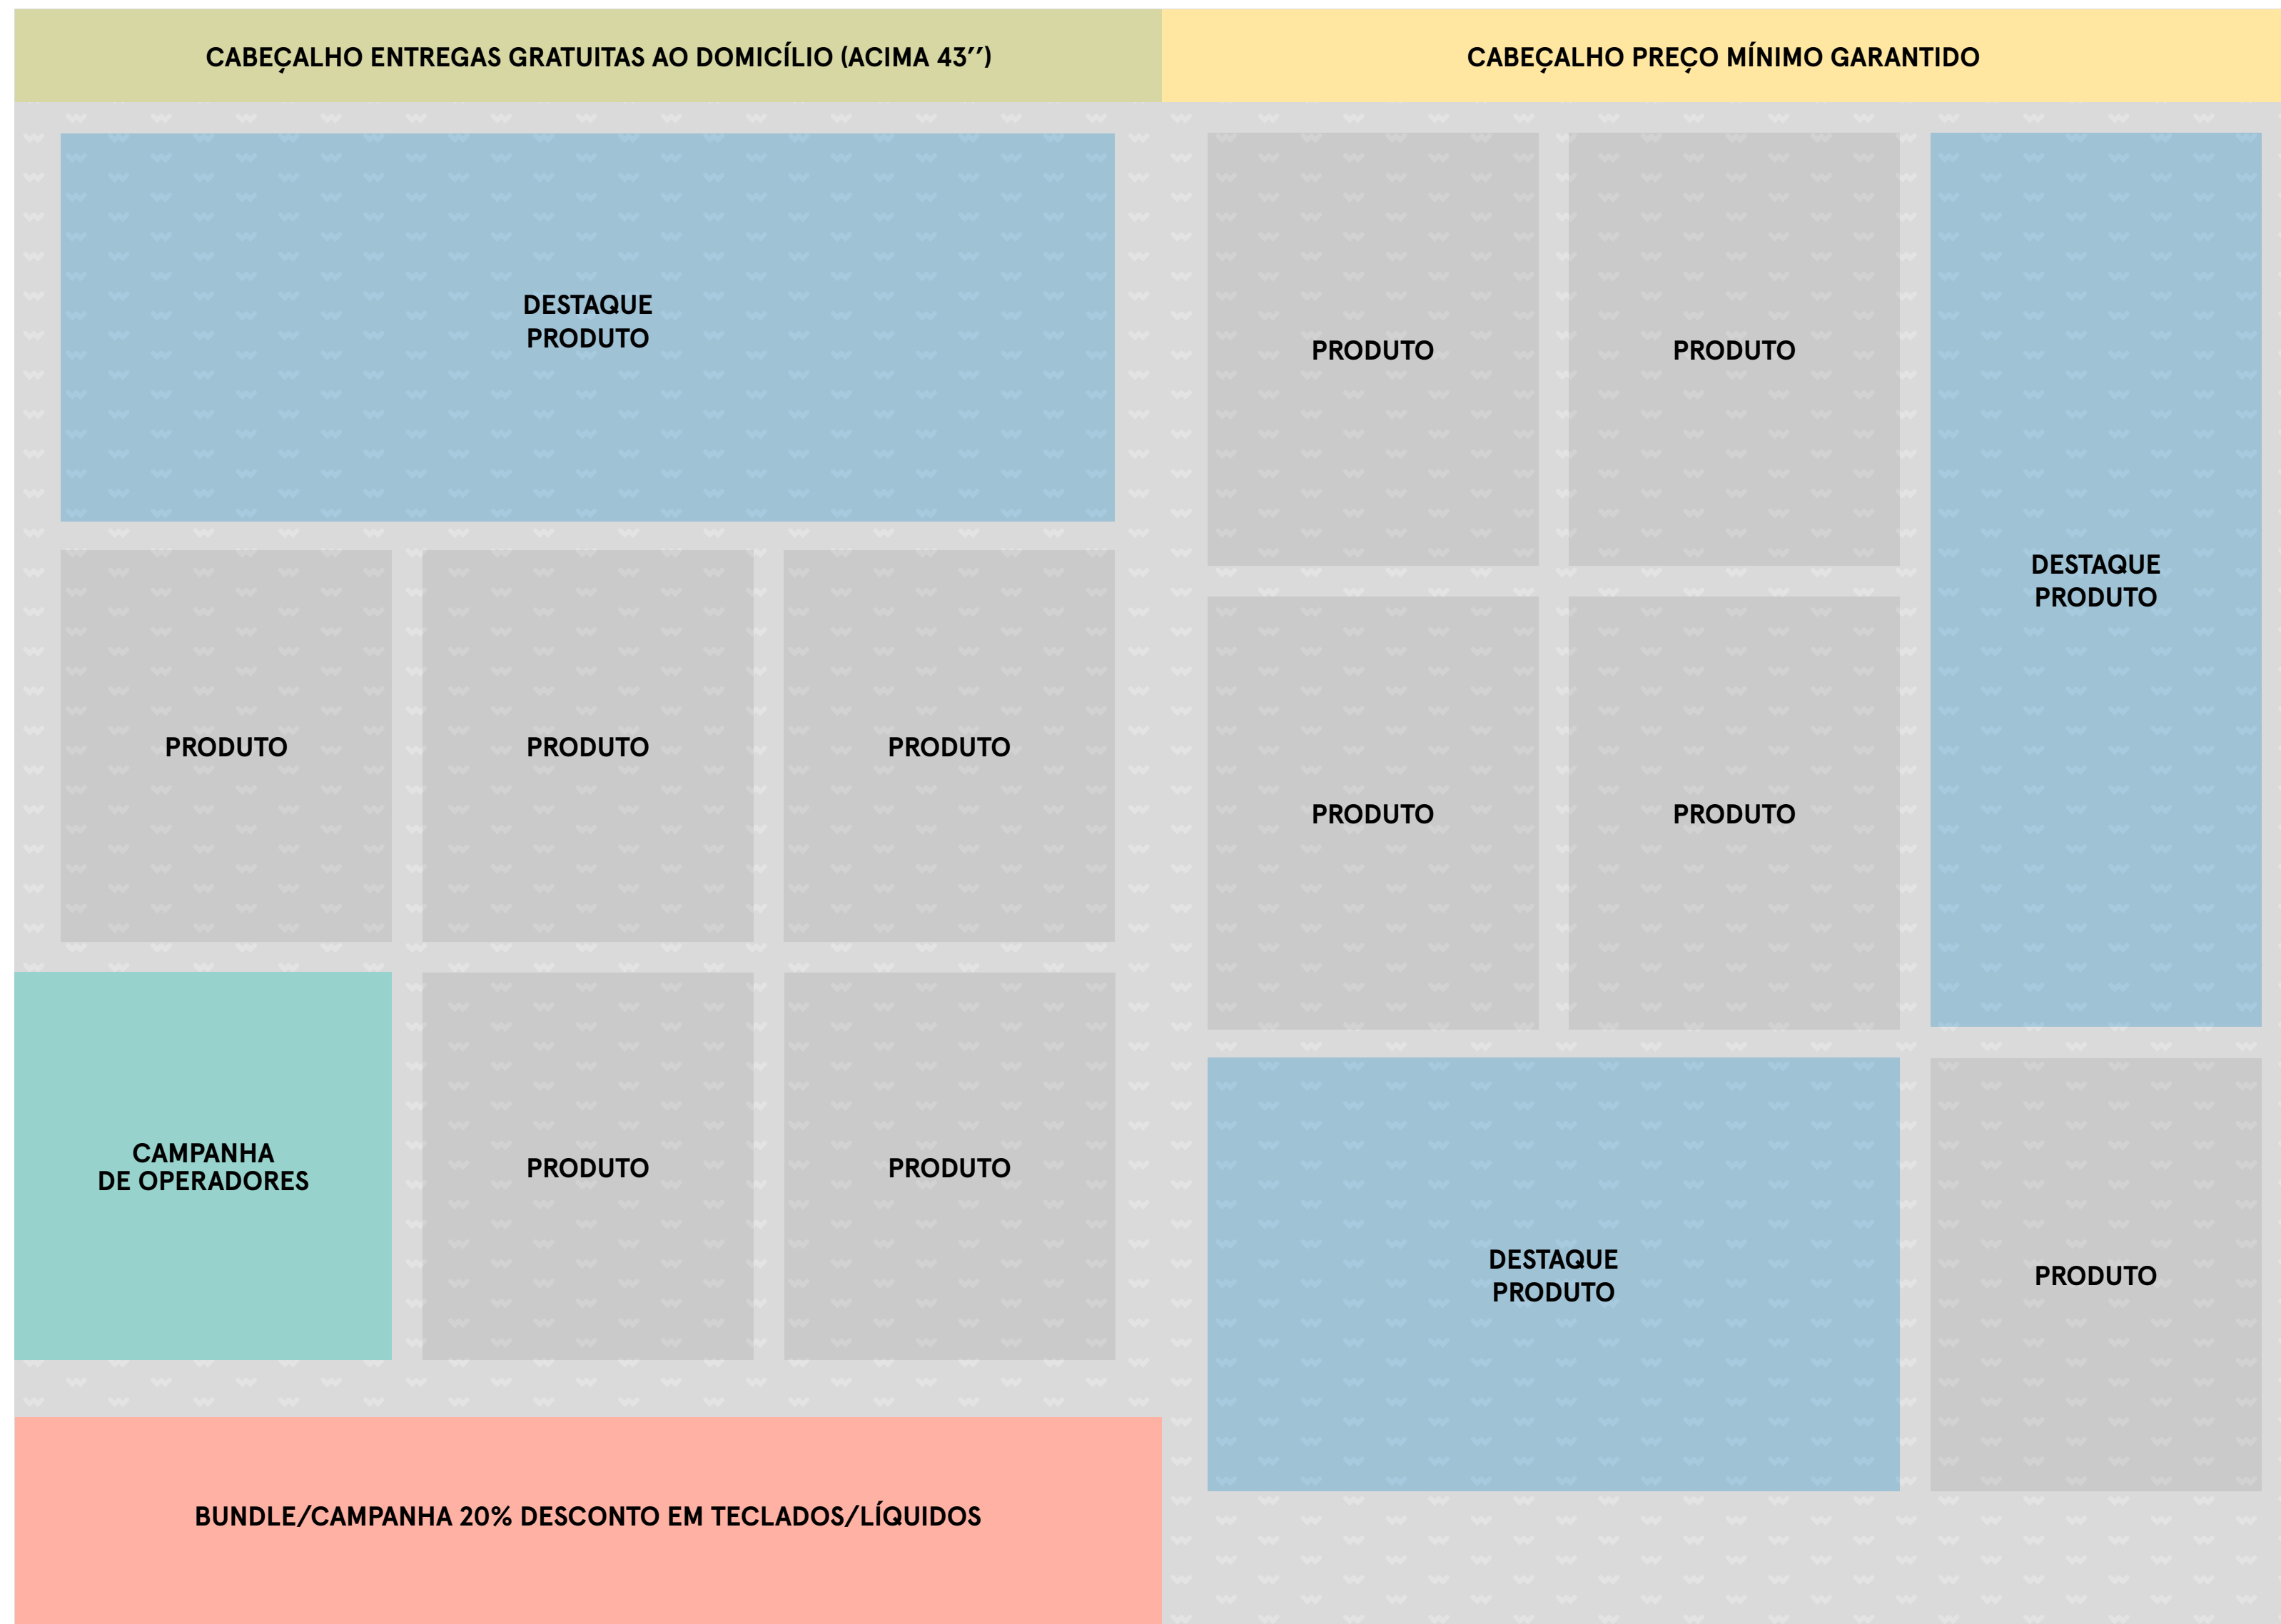 CABEÇALHO ENTREGAS GRATUITAS AO DOMICÍLIO (ACIMA 43’’)
DESTAQUE
PRODUTO
PRODUTO
PRODUTO
PRODUTO
CAMPANHA
DE OPERADORES
PRODUTO
PRODUTO
BUNDLE/CAMPANHA 20% DESCONTO EM TECLADOS/LÍQUIDOS
CABEÇALHO PREÇO MÍNIMO GARANTIDO
PRODUTO
PRODUTO
DESTAQUE
PRODUTO
PRODUTO
PRODUTO
DESTAQUE
PRODUTO
PRODUTO